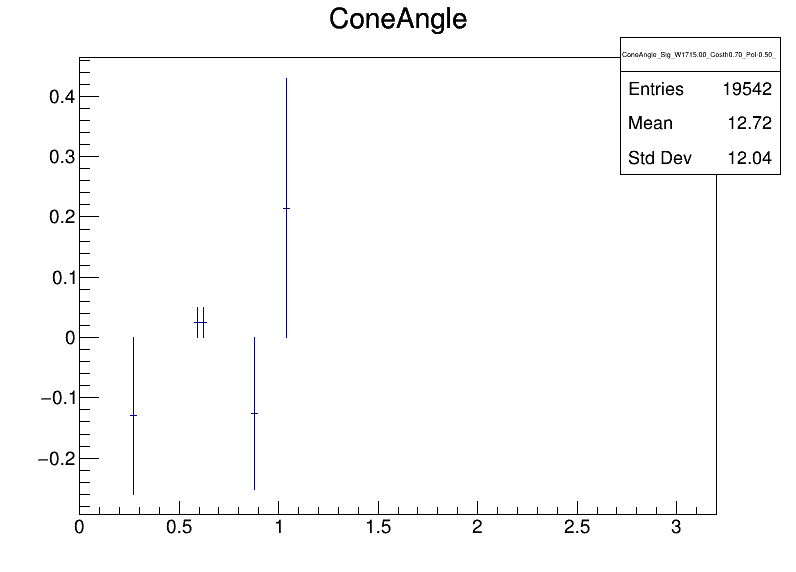 ConeAngle
ConeAngle_Sig_W1715.00_Costh0.70_Pol-0.50_
Entries 19542
Mean 12.72
Std Dev 12.04
0.4
0.3
0.2
0.1
0
−0.1
−0.2
0 0.5 1 1.5 2 2.5 3